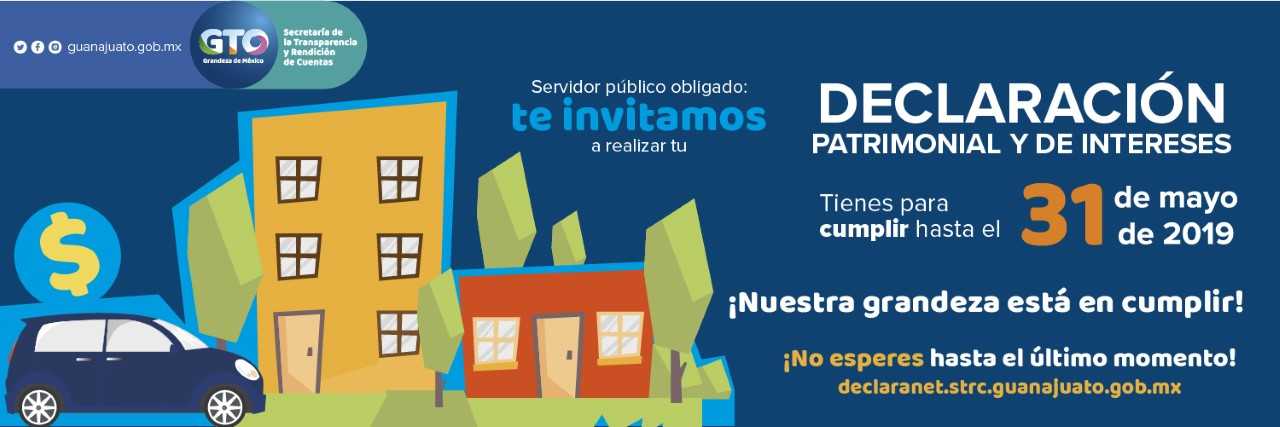 guanajuato.gob.mx
GTO
Grandeza de México
Secretaría de
la Transparencia
y Rendición
de Cuentas
Servidor público obligado:
te invitamos
a realizar tu
DECLARACIÓN
PATRIMONIAL Y DE INTERESES
Tienes para
cumplir hasta el
31
de mayo
de 2019
¡Nuestra grandeza está en cumplir!
¡No esperes hasta el último momento!
declaranet.strc.guanajuato.gob.mx
$